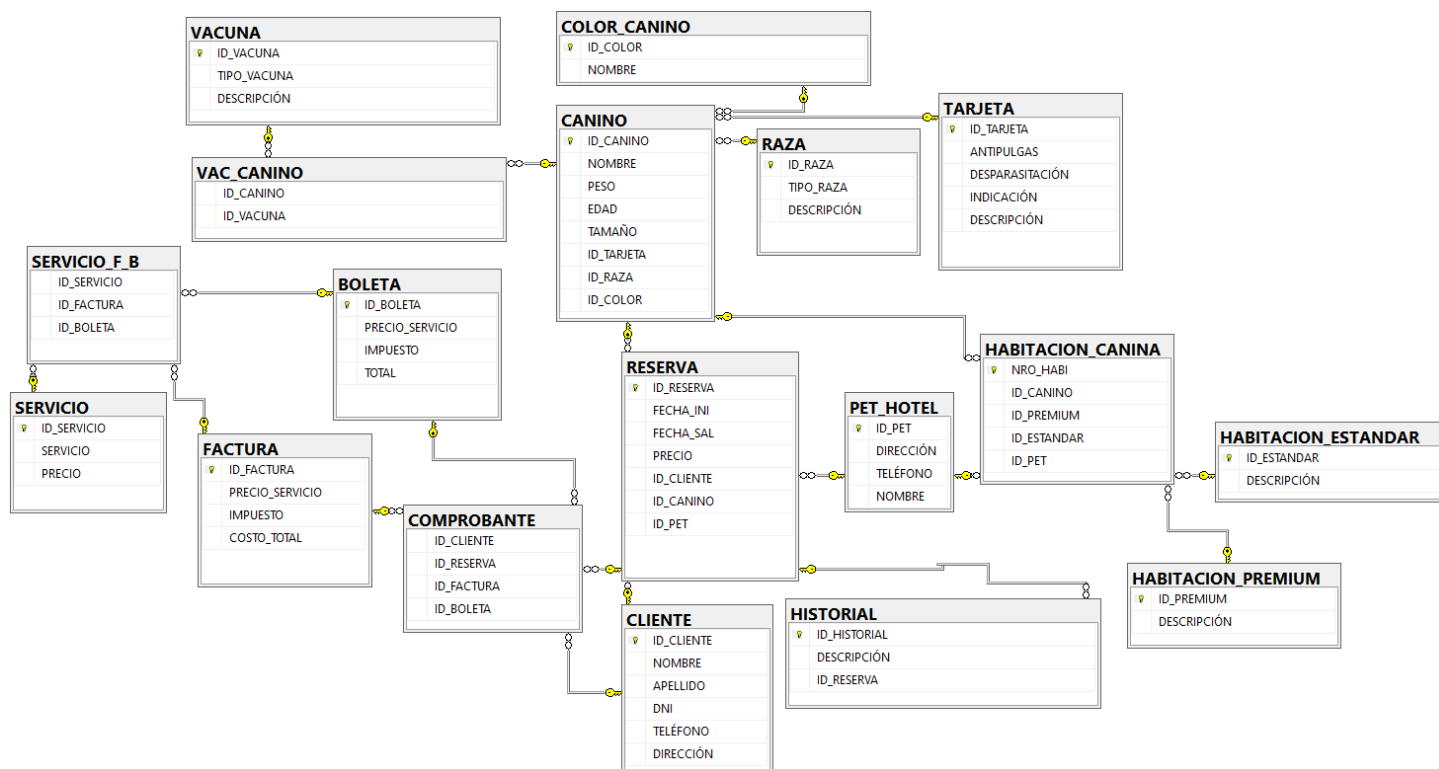 VACUNA
ID_VACUNA
TIPO_VACUNA
DESCRIPCIÓN
COLOR_CANINO
ID_COLOR
NOMBRE
CANINO
ID_CANINO
NOMBRE
PESO
EDAD
TAMAÑO
ID_TARJETA
ID_RAZA
ID_COLOR
RAZA
ID_RAZA
TIPO_RAZA
DESCRIPCIÓN
TARJETA
ID_TARJETA
ANTIPULGAS
DESPARASITACIÓN
INDICACIÓN
DESCRIPCIÓN
VAC_CANINO
ID_CANINO
ID_VACUNA
SERVICIO_F_B
ID_SERVICIO
ID_FACTURA
ID_BOLETA
BOLETA
ID_BOLETA
PRECIO_SERVICIO
IMPUESTO
TOTAL
SERVICIO
ID_SERVICIO
SERVICIO
PRECIO
FACTURA
ID_FACTURA
PRECIO_SERVICIO
IMPUESTO
COSTO_TOTAL
RESERVA
ID_RESERVA
FECHA_INI
FECHA_SAL
PRECIO
ID_CLIENTE
ID_CANINO
ID_PET
PET_HOTEL
ID_PET
DIRECCIÓN
TELÉFONO
NOMBRE
HABITACION_CANINA
NRO_HABI
ID_CANINO
ID_PREMIUM
ID_ESTANDAR
ID_PET
HABITACION_ESTANDAR
ID_ESTANDAR
DESCRIPCIÓN
COMPROBANTE
ID_CLIENTE
ID_RESERVA
ID_FACTURA
ID_BOLETA
CLIENTE
ID_CLIENTE
NOMBRE
APELLIDO
DNI
TELÉFONO
DIRECCIÓN
HISTORIAL
ID_HISTORIAL
DESCRIPCIÓN
ID_RESERVA
HABITACION_PREMIUM
ID_PREMIUM
DESCRIPCIÓN